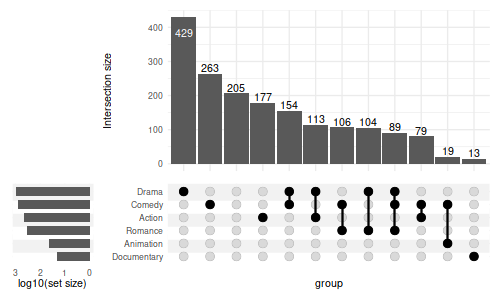 400
300
200
100
0
Intersection size
429
263
205
177
154
113
106
104
89
79
19
13
Drama
Comedy
Action
Romance
Animation
Documentary
3 2 1 0
log10(set size)
group